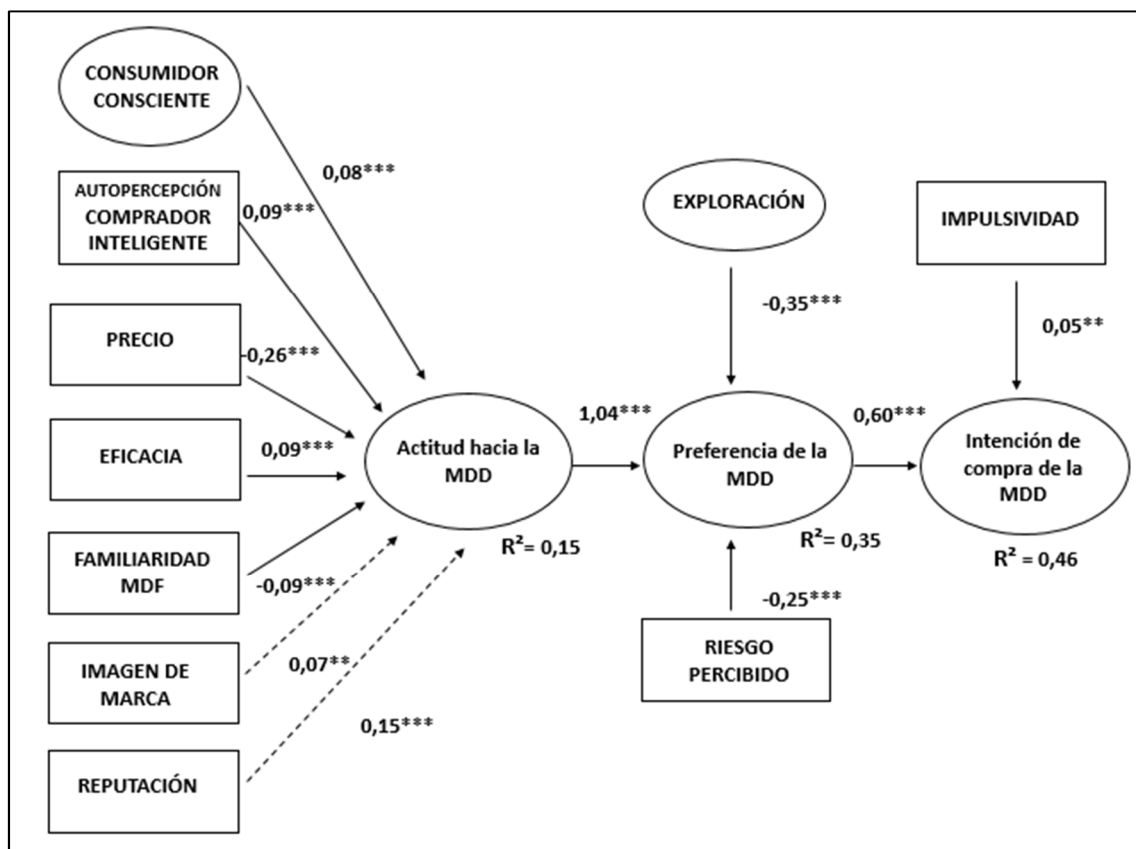 CONSUMIDOR
CONSCIENTE
0,08***
AUTOPERCEPCIÓN
COMPRADOR
INTELIGENTE
0,09***
EXPLORACIÓN
IMPULSIVIDAD
PRECIO
-0,26***
-0,35***
0,05**
EFICACIA
0,09***
Actitud hacia la
MDD
1,04***
Preferencia de la
MDD
0,60***
Intención de
compra de la
MDD
R²= 0,15
R²= 0,35
R² = 0,46
FAMILIARIDAD
MDF
-0,09***
-0,25***
IMAGEN DE
MARCA
0,07**
RIESGO
PERCIBIDO
0,15***
REPUTACIÓN